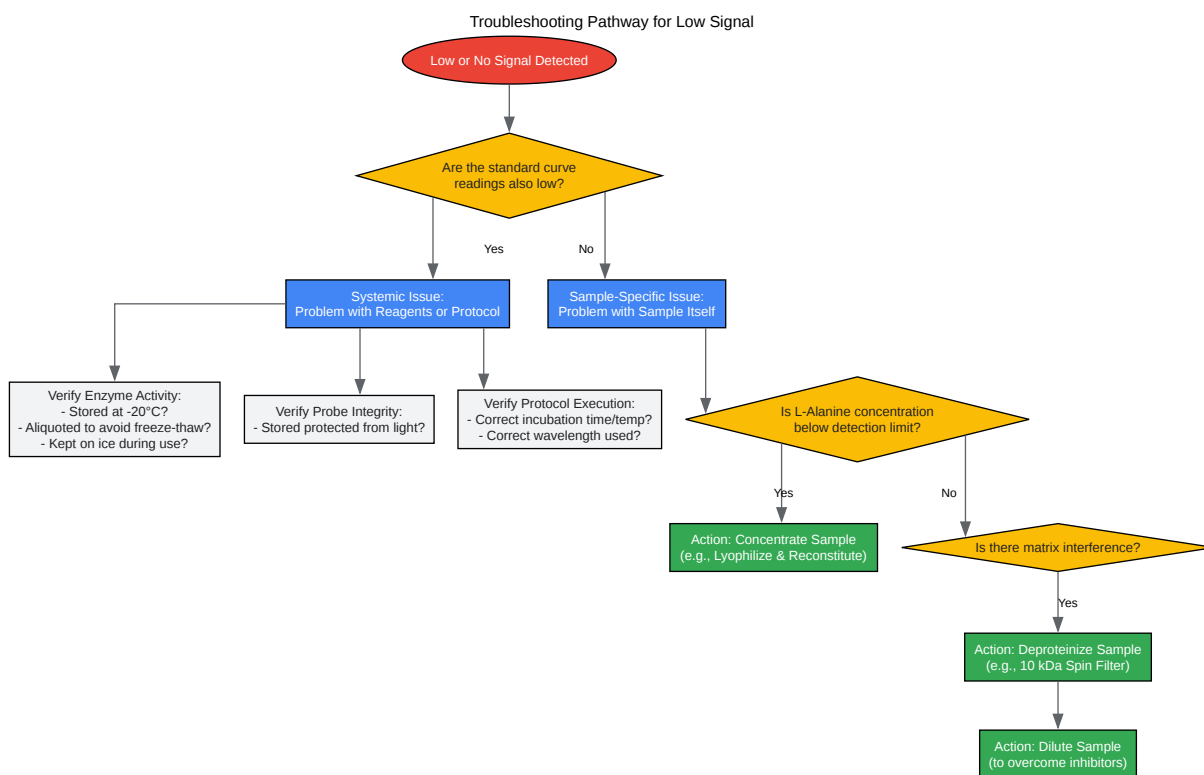 Troubleshooting Pathway for Low Signal
Low or No Signal Detected
Are the standard curve
readings also low?
Yes
No
Systemic Issue:
Problem with Reagents or Protocol
Sample-Specific Issue:
Problem with Sample Itself
Verify Enzyme Activity:
- Stored at -20°C?
- Aliquoted to avoid freeze-thaw?
- Kept on ice during use?
Verify Probe Integrity:
- Stored protected from light?
Verify Protocol Execution:
- Correct incubation time/temp?
- Correct wavelength used?
Is L-Alanine concentration
below detection limit?
Yes
No
Action: Concentrate Sample
(e.g., Lyophilize & Reconstitute)
Is there matrix interference?
Yes
Action: Deproteinize Sample
(e.g., 10 kDa Spin Filter)
Action: Dilute Sample
(to overcome inhibitors)